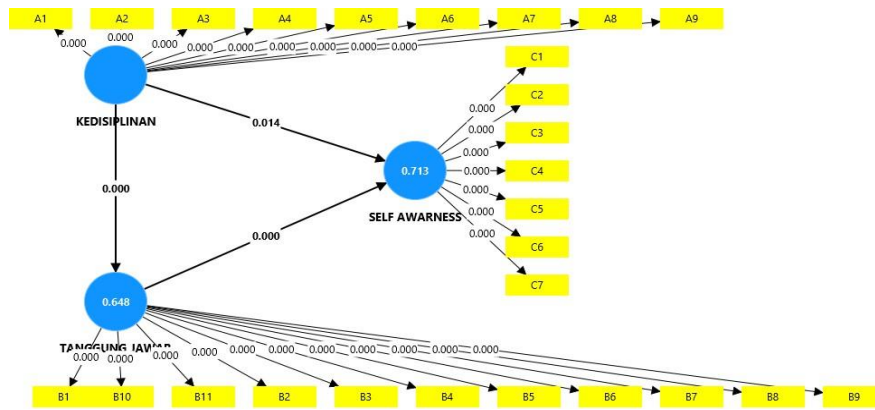 A1 A2 A3 A4 A5 A6 A7 A8 A9
0.000 0.000 0.000 0.000 0.000 0.000 0.000 0.000 0.000
KEDISIPLINAN
0.014
0.000
0.000
0.713
SELF AWARNESS
C1
0.000
C2
0.000
C3
0.000
C4
0.000
C5
0.000
C6
0.000
C7
0.000
0.648
TANGGUNG JAWAB
0.000 0.000 0.000 0.000 0.000 0.000 0.000 0.000 0.000 0.000 0.000
B1 B10 B11 B2 B3 B4 B5 B6 B7 B8 B9